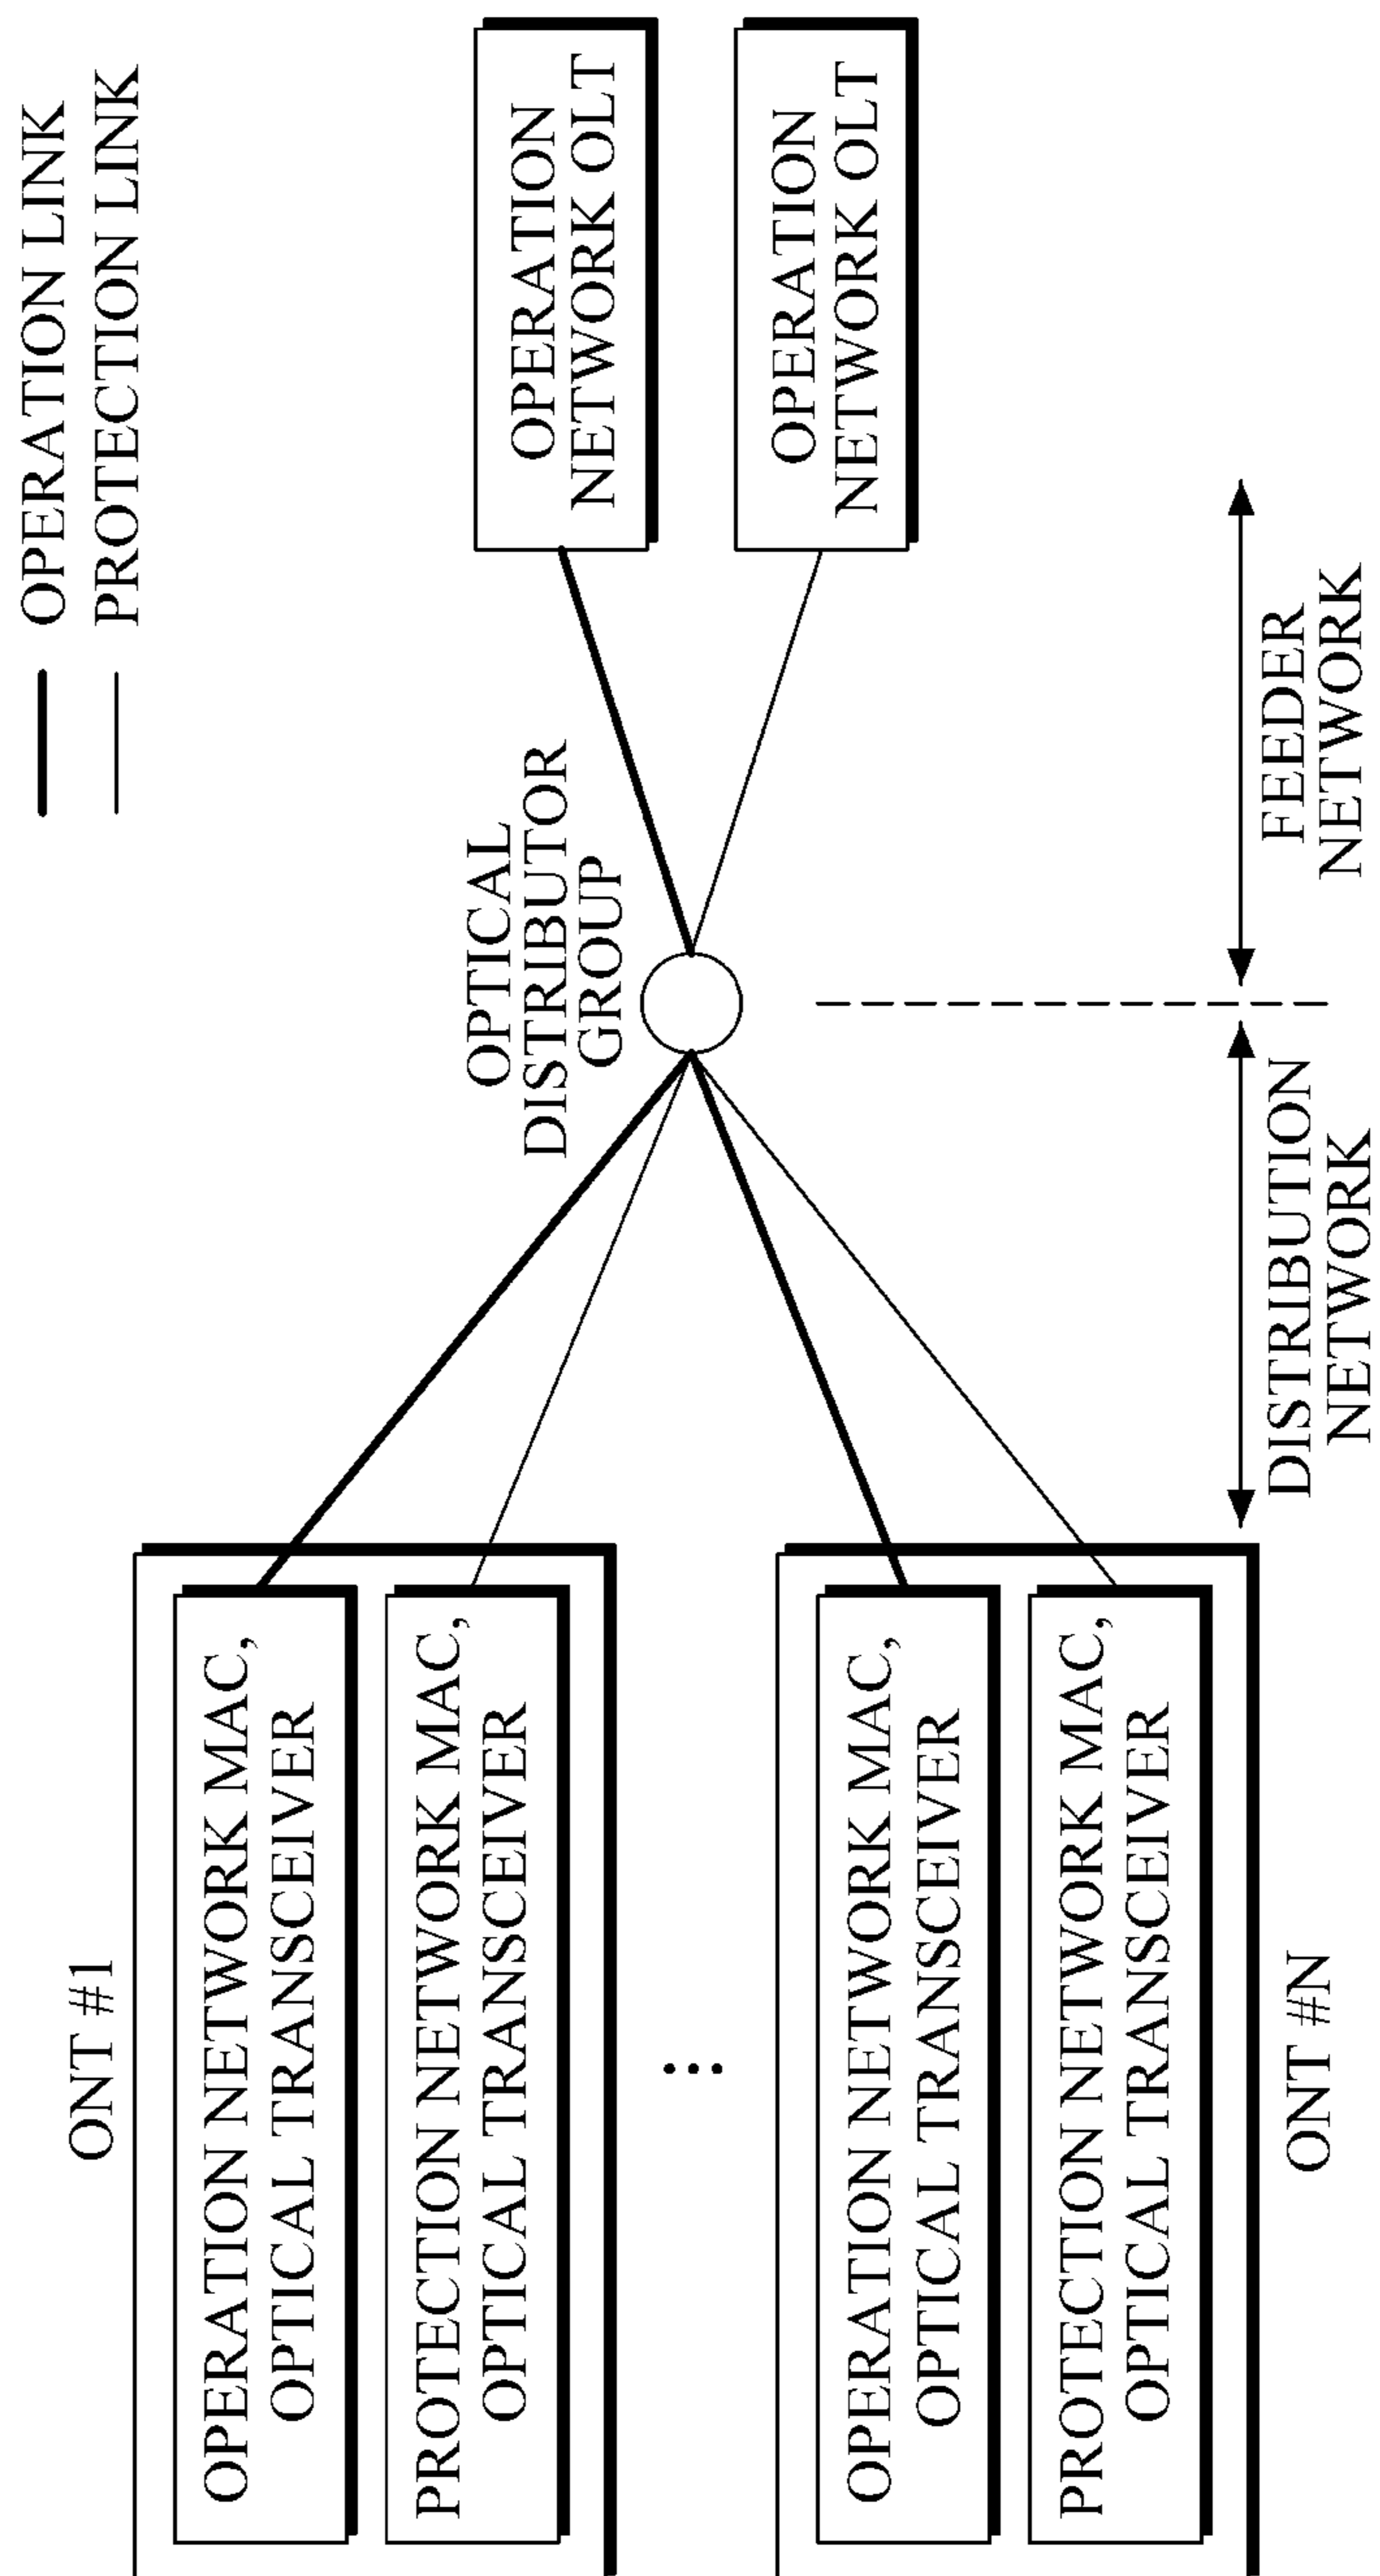 OPERATION LINK
PROTECTION LINK
ONT #1
OPERATION NETWORK MAC,
OPTICAL TRANSCEIVER
PROTECTION NETWORK MAC,
OPTICAL TRANSCEIVER
OPERATION NETWORK MAC,
OPTICAL TRANSCEIVER
PROTECTION NETWORK MAC,
OPTICAL TRANSCEIVER
ONT #N
OPTICAL
DISTRIBUTOR
GROUP
OPERATION
NETWORK OLT
OPERATION
NETWORK OLT
DISTRIBUTION
NETWORK
FEEDER
NETWORK